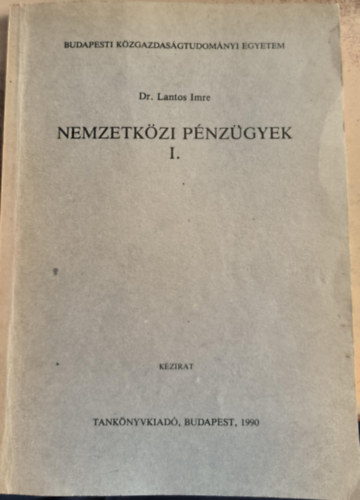 BUDAPESTI KÖZGAZDASÁGTUDOMÁNYI EGYETEM
Dr. Lantos Imre
NEMZETKÖZI PÉNZÜGYEK
I.
KÉZIRAT
TANKÖNYVKIADÓ, BUDAPEST, 1990